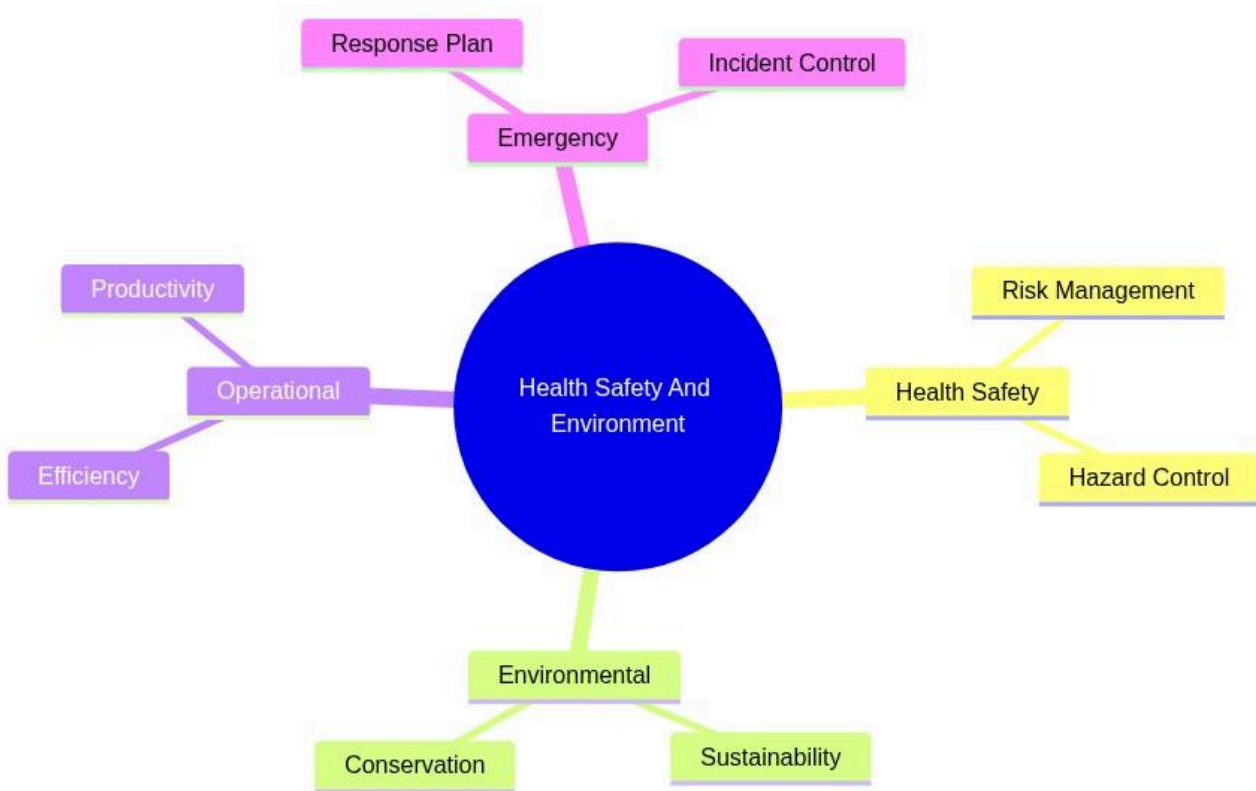 Response Plan
Incident Control
Emergency
Productivity
Risk Management
Operational
Health Safety And
Environment
Health Safety
Efficiency
Hazard Control
Environmental
Conservation
Sustainability